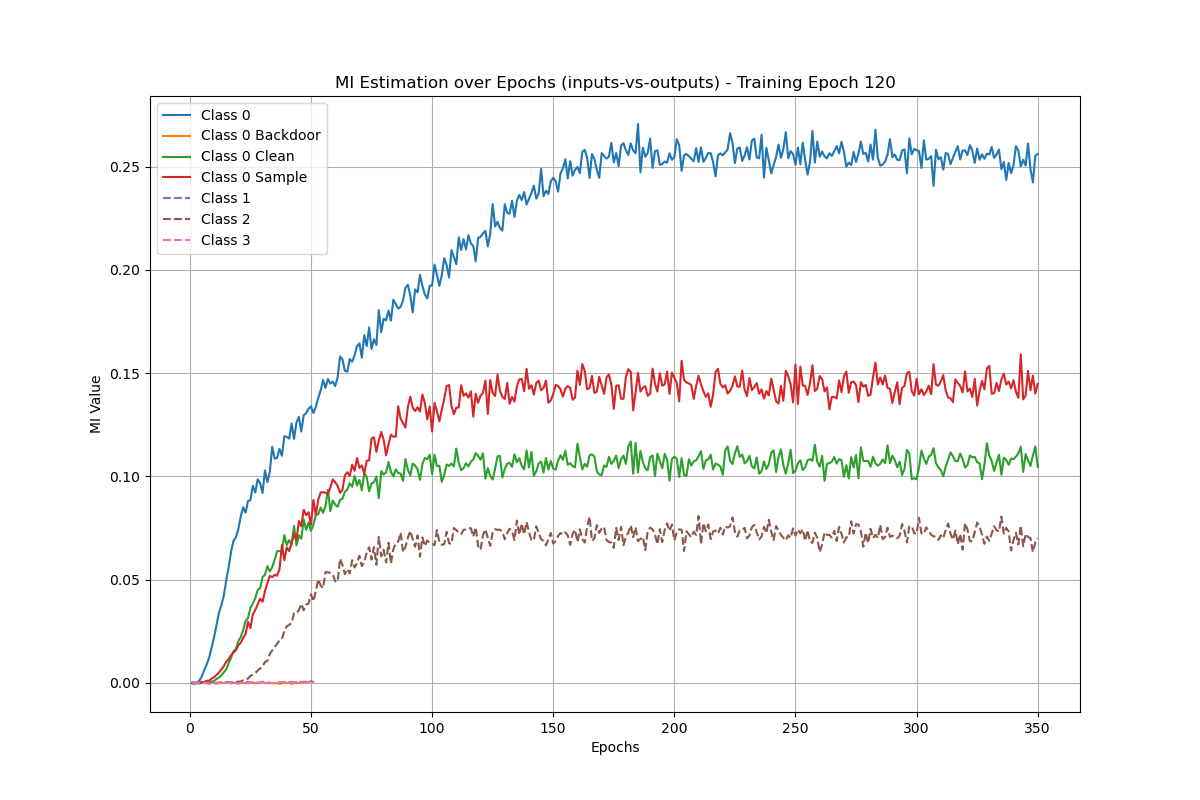 MI Estimation over Epochs (inputs-vs-outputs) - Training Epoch 120
Class 0
Class 0 Backdoor
Class 0 Clean
Class 0 Sample
Class 1
Class 2
Class 3
0.25
0.20
0.15
0.10
0.05
0.00
MI Value
0 50 100 150 200 250 300 350
Epochs